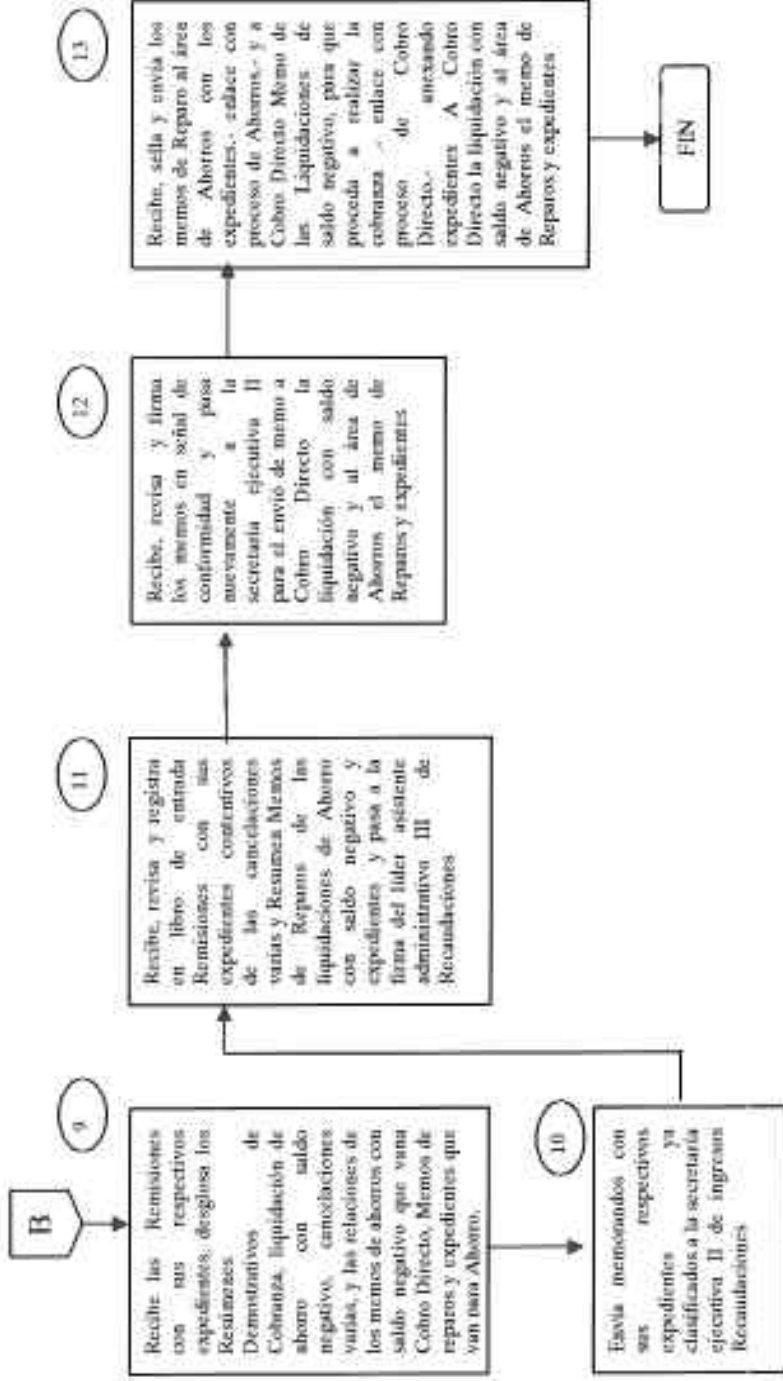 B
9
Recibe las Remisiones
con sus respectivos
expedientes, desglosa los
Resúmenes
Demostrativos de
Cobranza, liquidación de
ahorro con saldo
negativo, cancelaciones
varias, y las relaciones de
los memos de ahorros con
saldo negativo que vana
Cobro Directo, Memos de
reparos y expedientes que
van para Ahorro.
10
Envía memorandos con
sus respectivos
expedientes ya
clasificados a la secretaría
ejecutiva II de ingresos
Recaudaciones
11
Recibe, revisa y registra
en libro de entrada
Remisiones con sus
expedientes contentivos
de las cancelaciones
varias y Resumen Memos
de Reparos de las
liquidaciones de Ahorro
con saldo negativo y
expedientes y pasa a la
firma del líder asistente
administrativo III de
Recaudaciones
12
Recibe, revisa y firma
los memos en señal de
conformidad y pasa
nuevamente a la
secretaria ejecutiva II
para el envío de memo a
Cobro Directo la
liquidación con saldo
negativo y al área de
Ahorros el memo de
Reparos y expedientes
13
Recibe, sella y envía los
memos de Reparo al área
de Ahorros con los
expedientes.- enlace con
proceso de Ahorros.- y a
Cobro Directo Memo de
las Liquidaciones de
saldo negativo, para que
proceda a realizar la
cobranza .- enlace con
proceso de Cobro
Directo.- anexando
expedientes A Cobro
Directo la liquidación con
saldo negativo y al área
de Ahorros el memo de
Reparos y expedientes
FIN